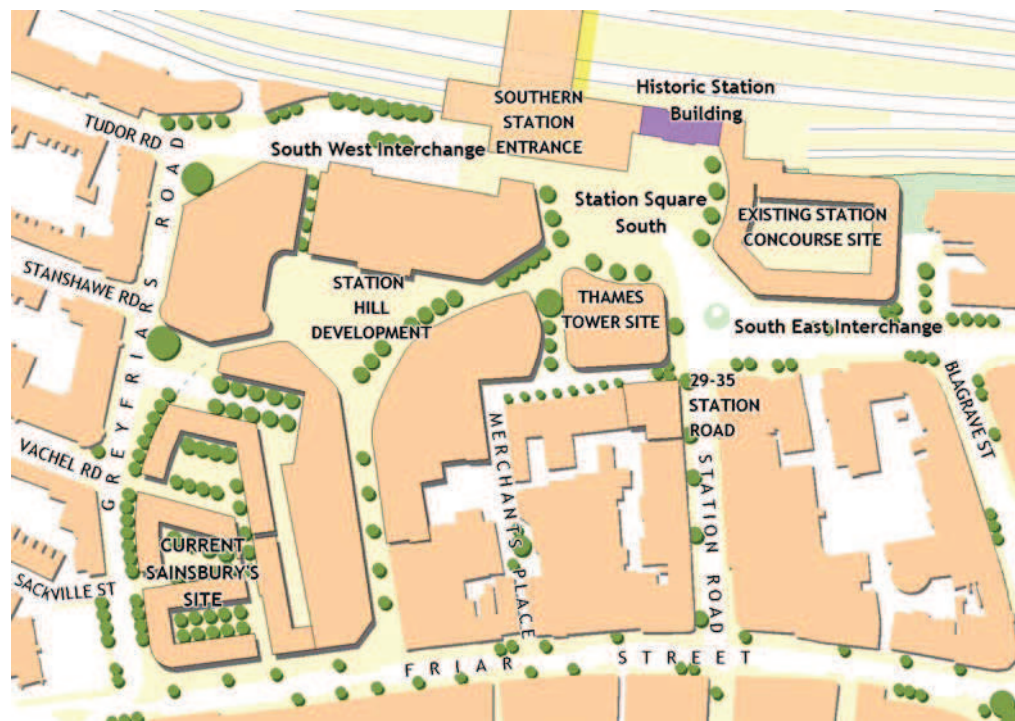 SOUTHERN
STATION
ENTRANCE
Historic Station
Building
TUDOR RD
South West Interchange
Station Square
South
EXISTING STATION
CONCOURSE SITE
STANSHAWE RD
GREYFRIARS ROAD
STATION
HILL
DEVELOPMENT
THAMES
TOWER SITE
South East Interchange
29-35
STATION
ROAD
BLAGRAVE ST
MERCHANTS PLACE
STATION ROAD
VACHEL RD
CURRENT
SAINSBURY'S
SITE
SACKVILLE ST
FRIAR STREET